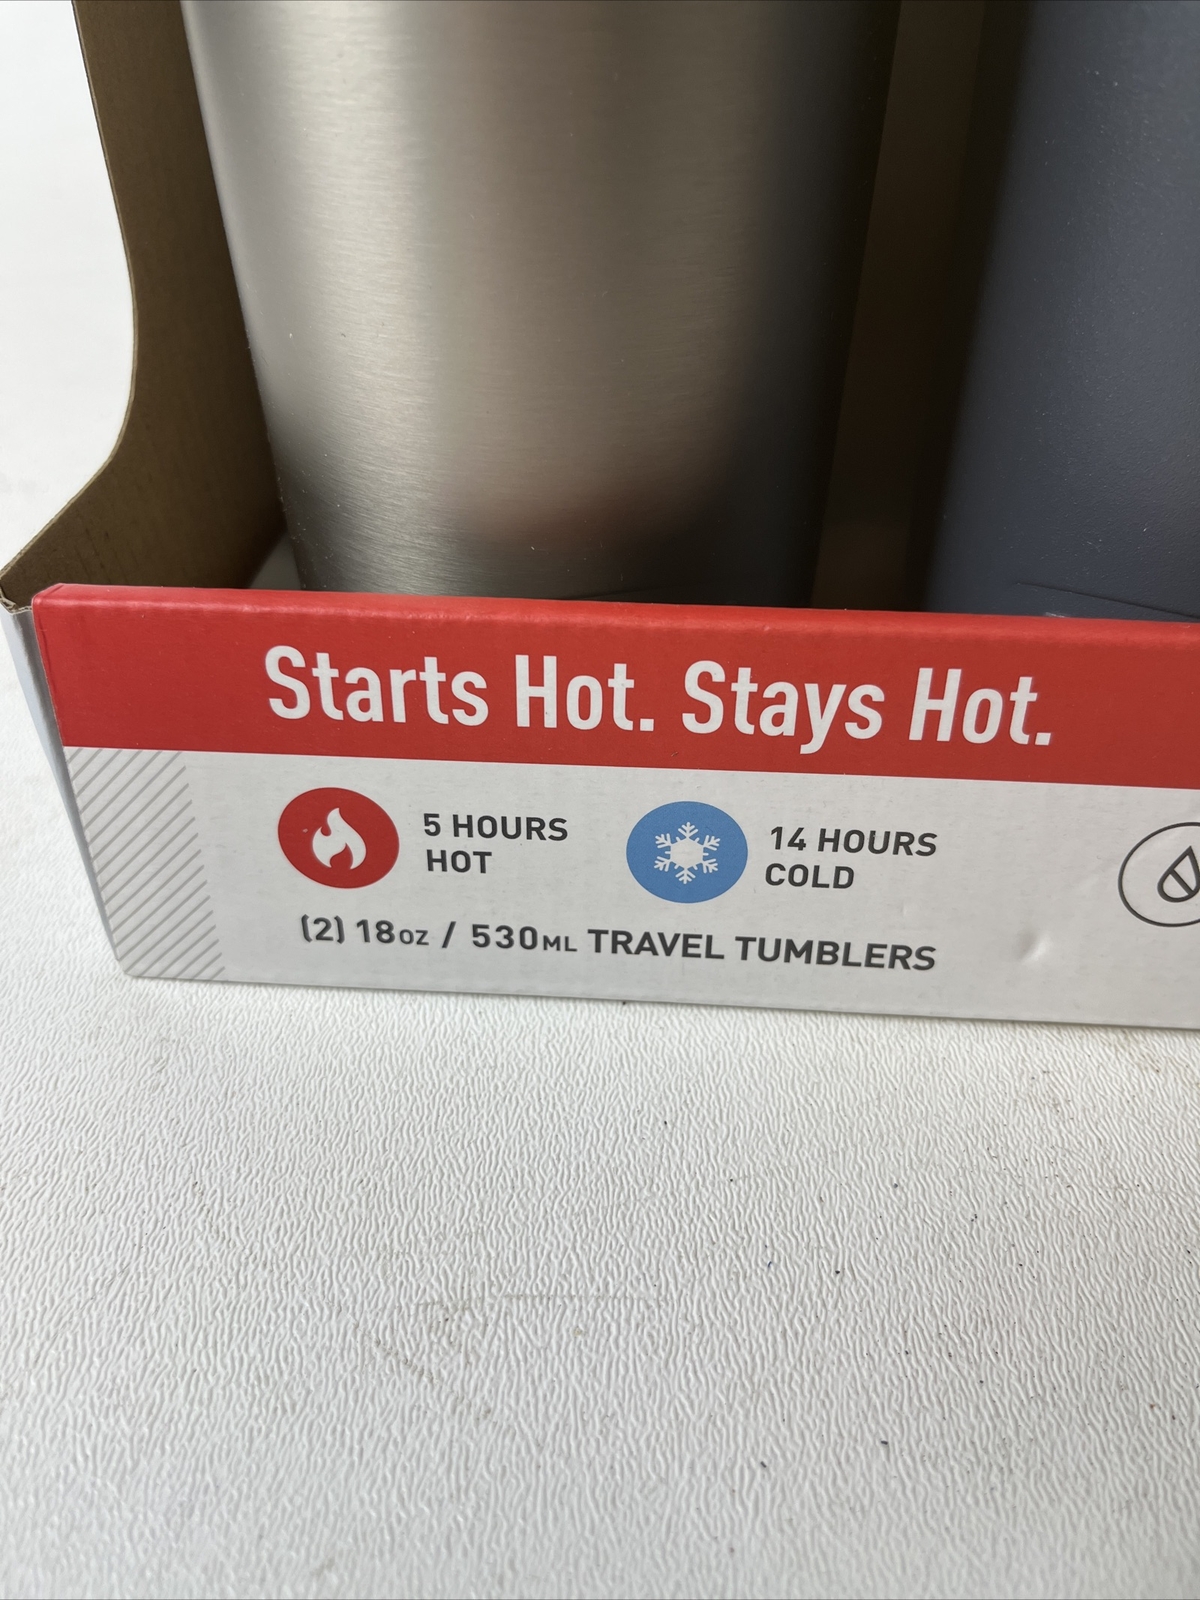 Starts Hot. Stays Hot.
5 HOURS
HOT
14 HOURS
COLD
(2) 18oz / 530ML TRAVEL TUMBLERS